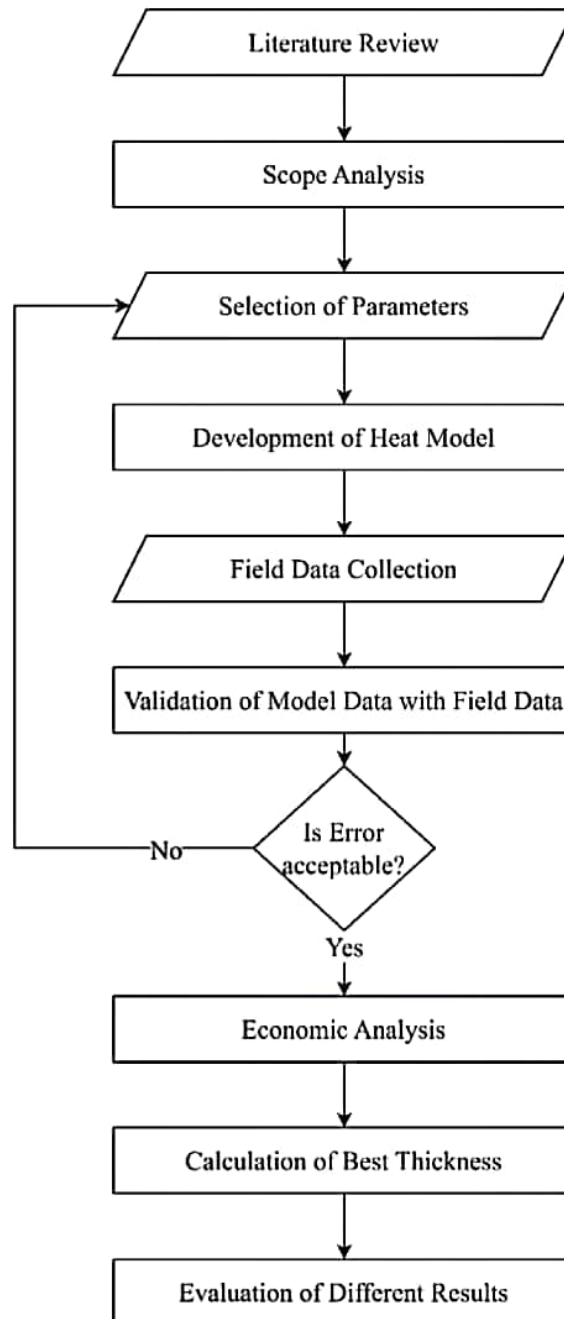 Literature Review
Scope Analysis
Selection of Parameters
Development of Heat Model
Field Data Collection
Validation of Model Data with Field Data
Is Error
acceptable?
No
Yes
Economic Analysis
Calculation of Best Thickness
Evaluation of Different Results